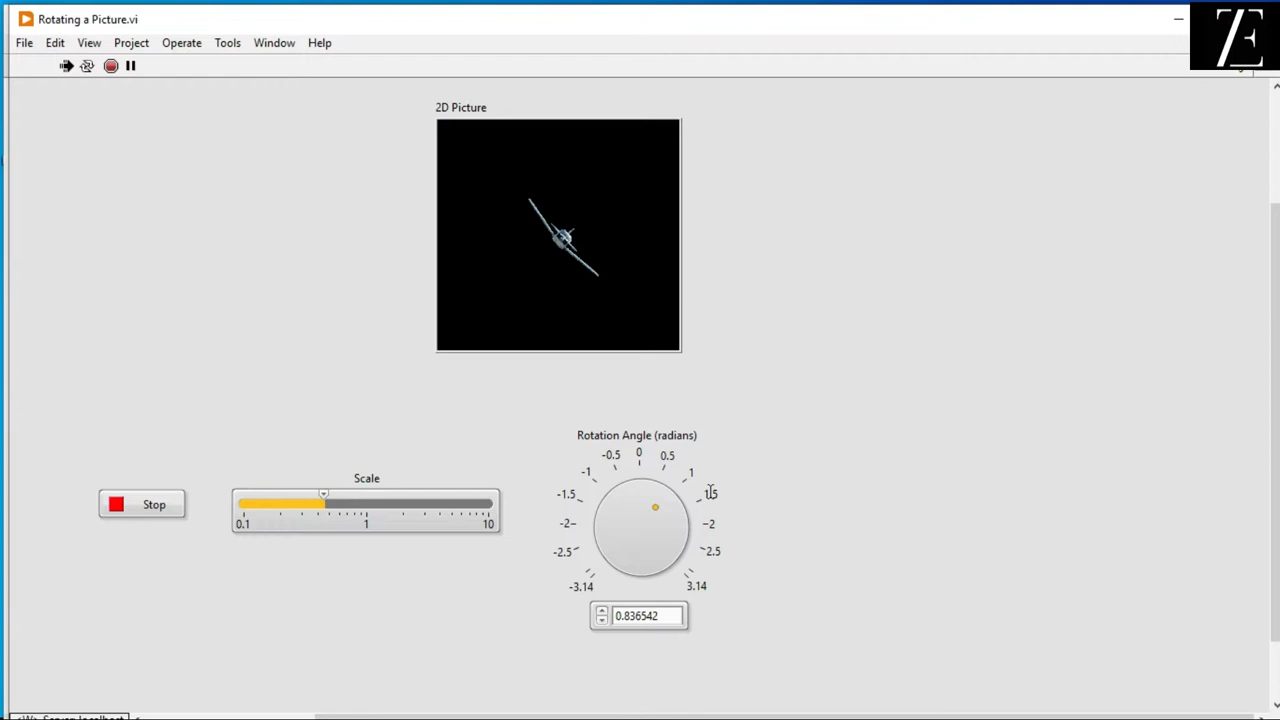 Rotating a Picture.vi
File Edit View Project Operate Tools Window Help
ZE
2D Picture
Rotation Angle (radians)
-0.5 0 0.5
-1 1
-1.5 1.5
-2 2
-2.5 2.5
-3.14 3.14
0.836542
Scale
0.1 1 10
Stop